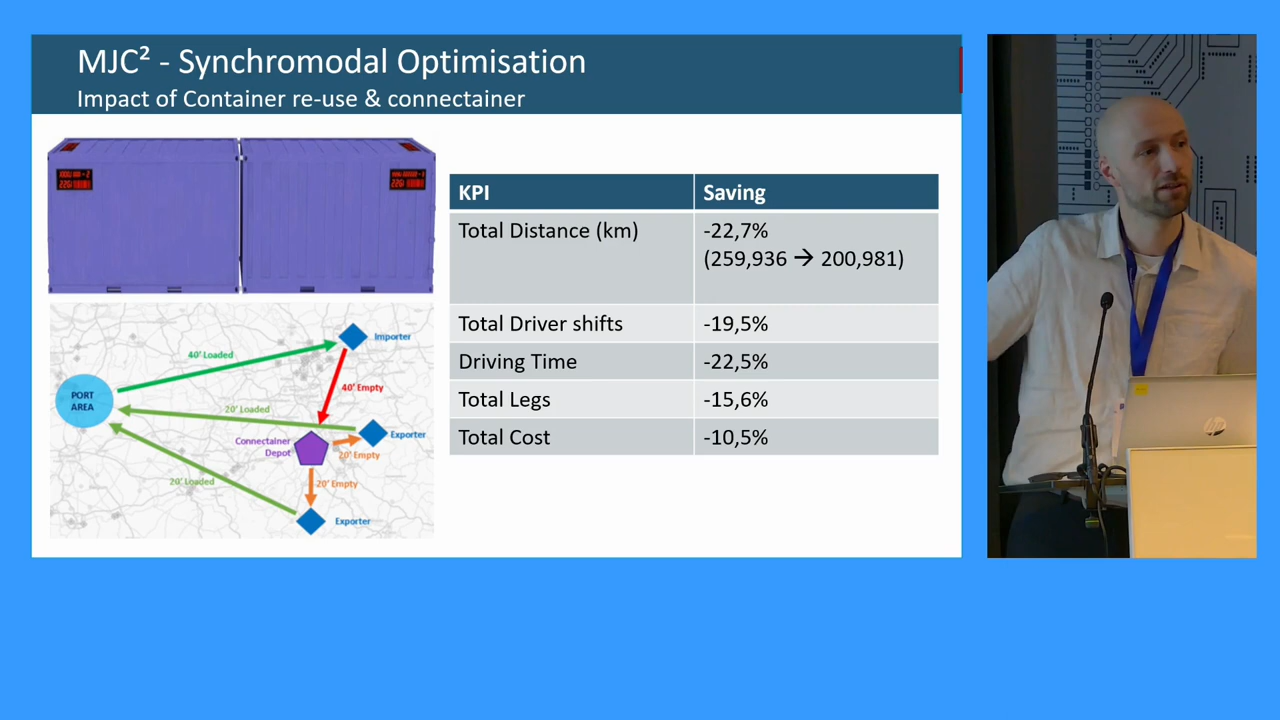 MJC² - Synchromodal Optimisation
Impact of Container re-use & connectainer
KPI
Saving
Total Distance (km)
-22,7%
(259,936 → 200,981)
Total Driver shifts
-19,5%
Driving Time
-22,5%
Total Legs
-15,6%
Total Cost
-10,5%
40' Loaded
Importer
40' Empty
PORT
AREA
20' Loaded
Exporter
Connectainer
Depot
20' Empty
20' Loaded
20' Empty
Exporter
hp